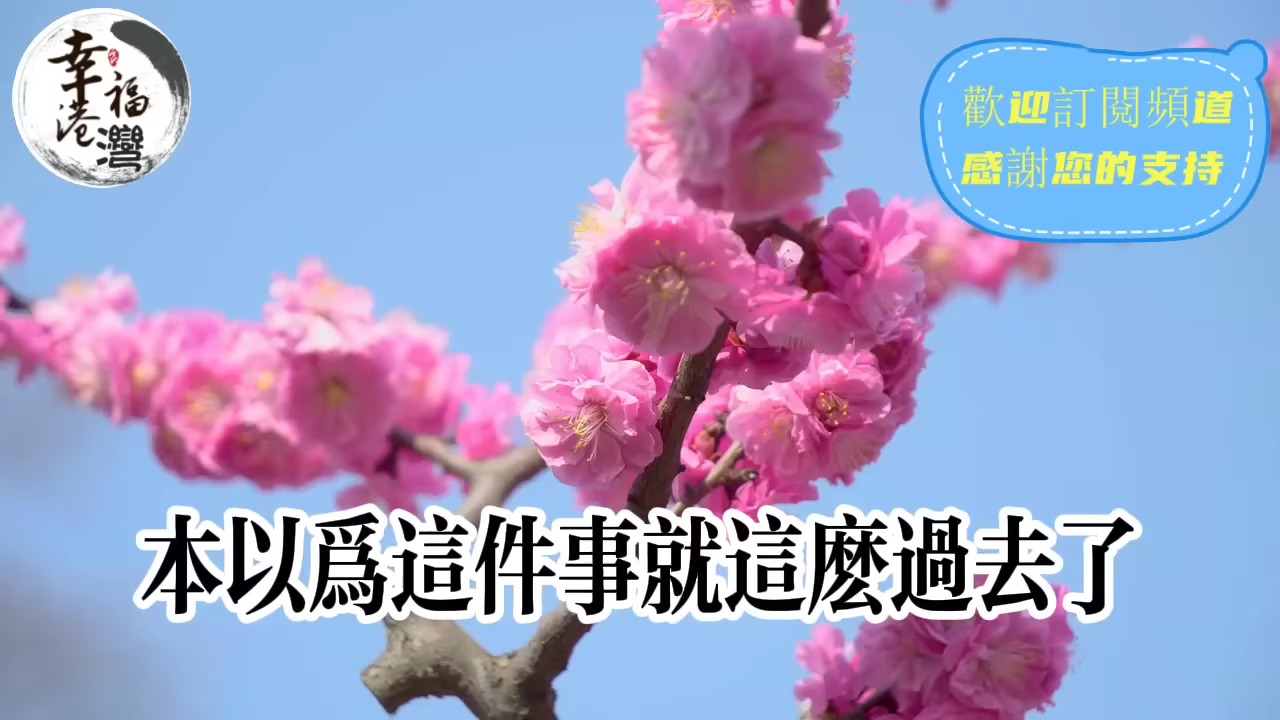 幸福
港灣
歡迎訂閱頻道
感謝您的支持
本以爲這件事就這麽過去了